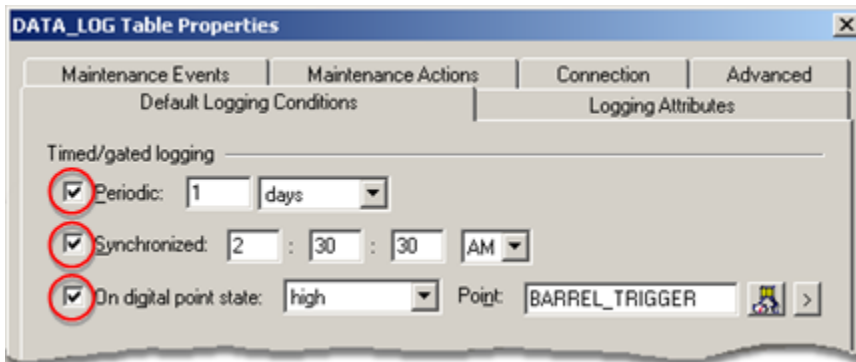 DATA_LOG Table Properties
Maintenance Events Maintenance Actions Connection Advanced
Default Logging Conditions Logging Attributes
Timed/gated logging
Periodic: 1 days
Synchronized: 2 : 30 : 30 AM
On digital point state: high Point: BARREL_TRIGGER >